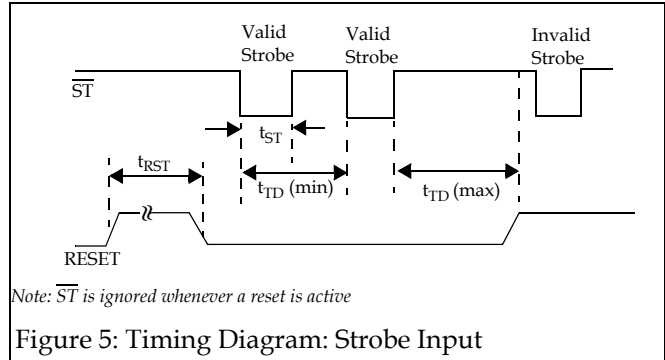 Valid Strobe
Valid Strobe
Invalid Strobe
ST
tST
tRST
tTD (min)
tTD (max)
RESET
Note: ST is ignored whenever a reset is active
Figure 5: Timing Diagram: Strobe Input